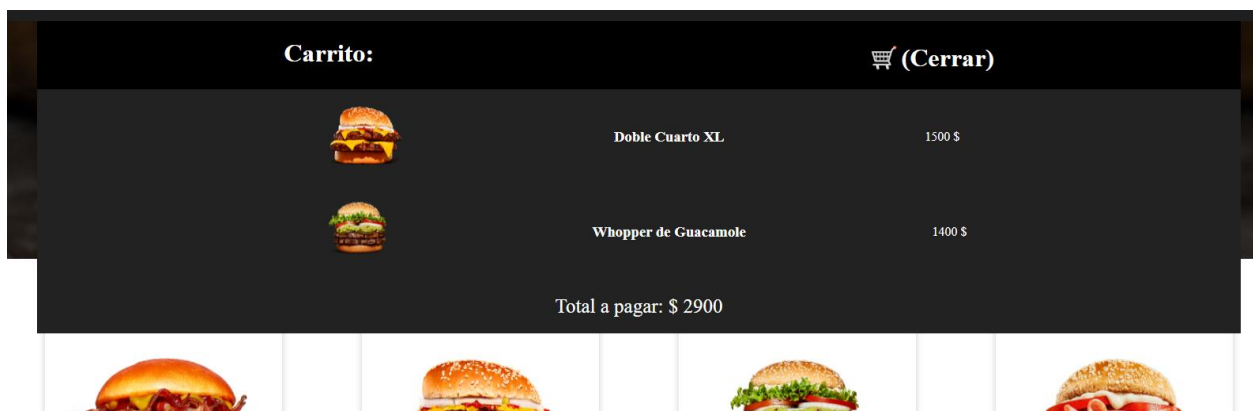 Carrito:
(Cerrar)
Doble Cuarto XL
1500 $
Whopper de Guacamole
1400 $
Total a pagar: $ 2900